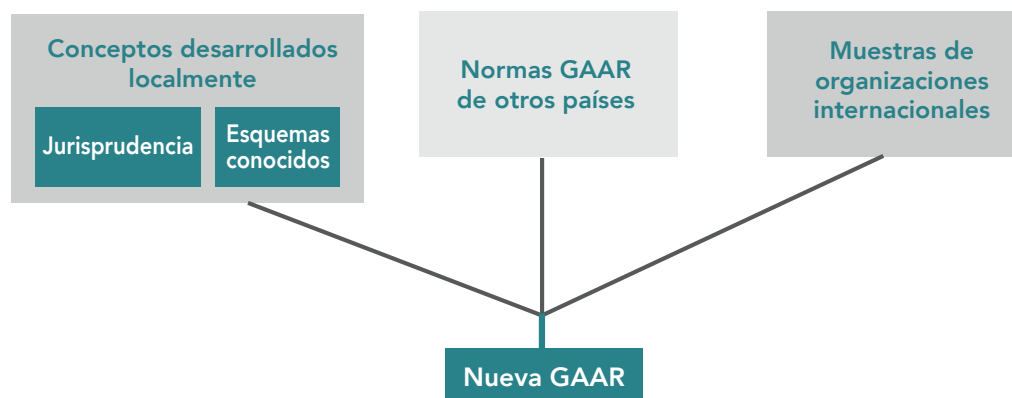 Conceptos desarrollados
localmente
Jurisprudencia
Esquemas
conocidos
Normas GAAR
de otros países
Muestras de
organizaciones
internacionales
Nueva GAAR